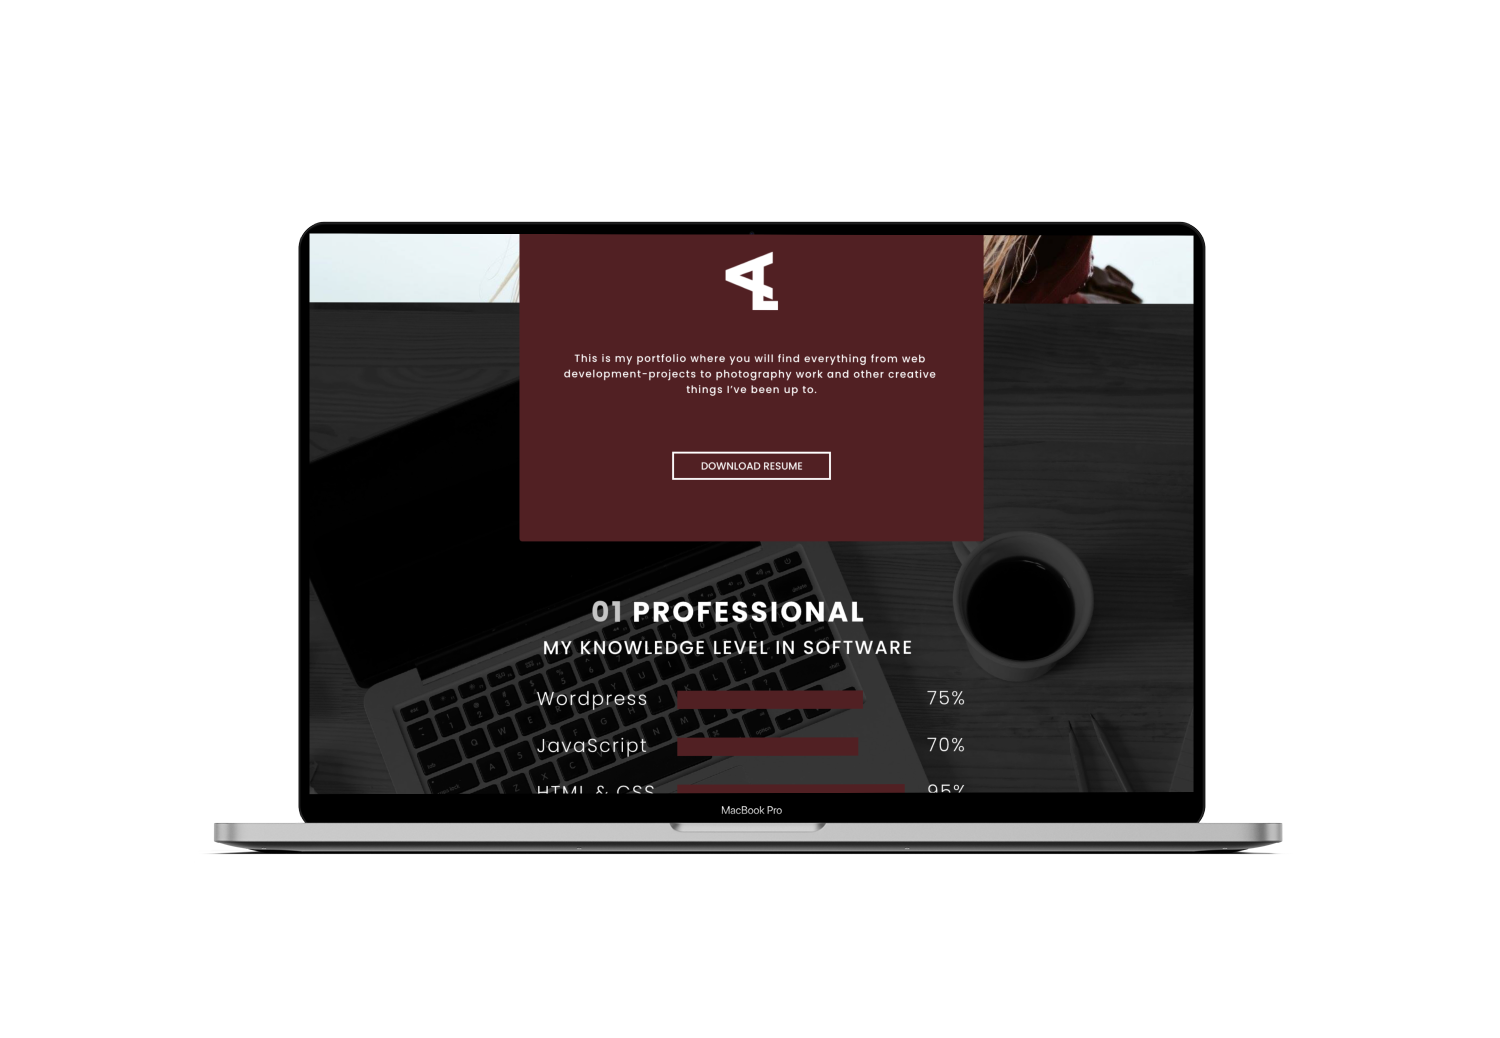 This is my portfolio where you will find everything from web
development-projects to photography work and other creative
things I've been up to.
DOWNLOAD RESUME
01 PROFESSIONAL
MY KNOWLEDGE LEVEL IN SOFTWARE
Wordpress 75%
JavaScript 70%
HTML & CSS 95%
MacBook Pro